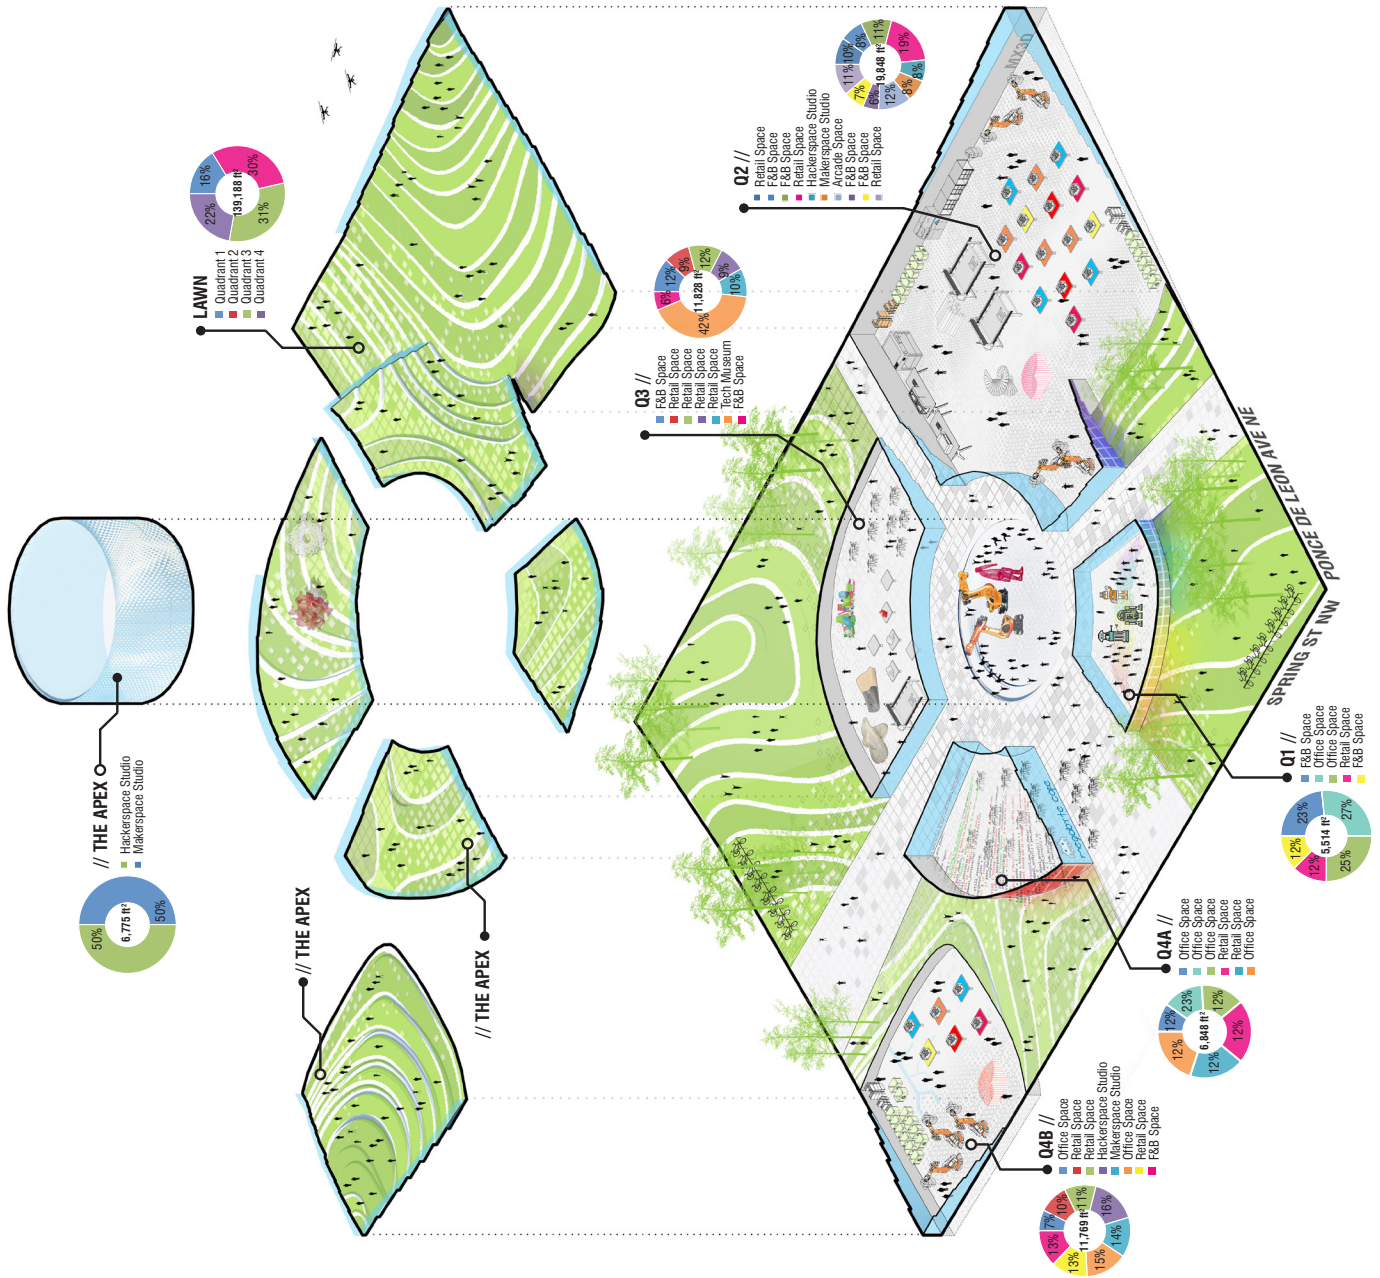 // THE APEX
Hackerspace Studio
Makerspace Studio
6,775 ft²
50%
50%
50%
LAWN
Quadrant 1
Quadrant 2
Quadrant 3
Quadrant 4
139,188 ft²
16%
30%
31%
22%
// THE APEX
// THE APEX
Q3 //
F&B Space
Retail Space
Retail Space
Retail Space
Retail Space
Tech Museum
F&B Space
11,828 ft²
12%
9%
12%
9%
10%
42%
6%
Q2 //
Retail Space
F&B Space
F&B Space
Retail Space
Hackerspace Studio
Makerspace Studio
Arcade Space
F&B Space
F&B Space
Retail Space
19,848 ft²
10%
8%
11%
19%
8%
8%
12%
6%
7%
11%
MX3D
megabyte cafe
SPRING ST NW
PONCE DE LEON AVE NE
Q4B //
Office Space
Retail Space
Retail Space
Hackerspace Studio
Makerspace Studio
Office Space
Retail Space
F&B Space
11,769 ft²
7%
10%
11%
16%
14%
15%
13%
13%
Q4A //
Office Space
Office Space
Office Space
Retail Space
Retail Space
Office Space
6,848 ft²
12%
23%
12%
12%
12%
12%
Q1 //
F&B Space
Office Space
Office Space
Retail Space
F&B Space
5,514 ft²
23%
27%
25%
12%
12%